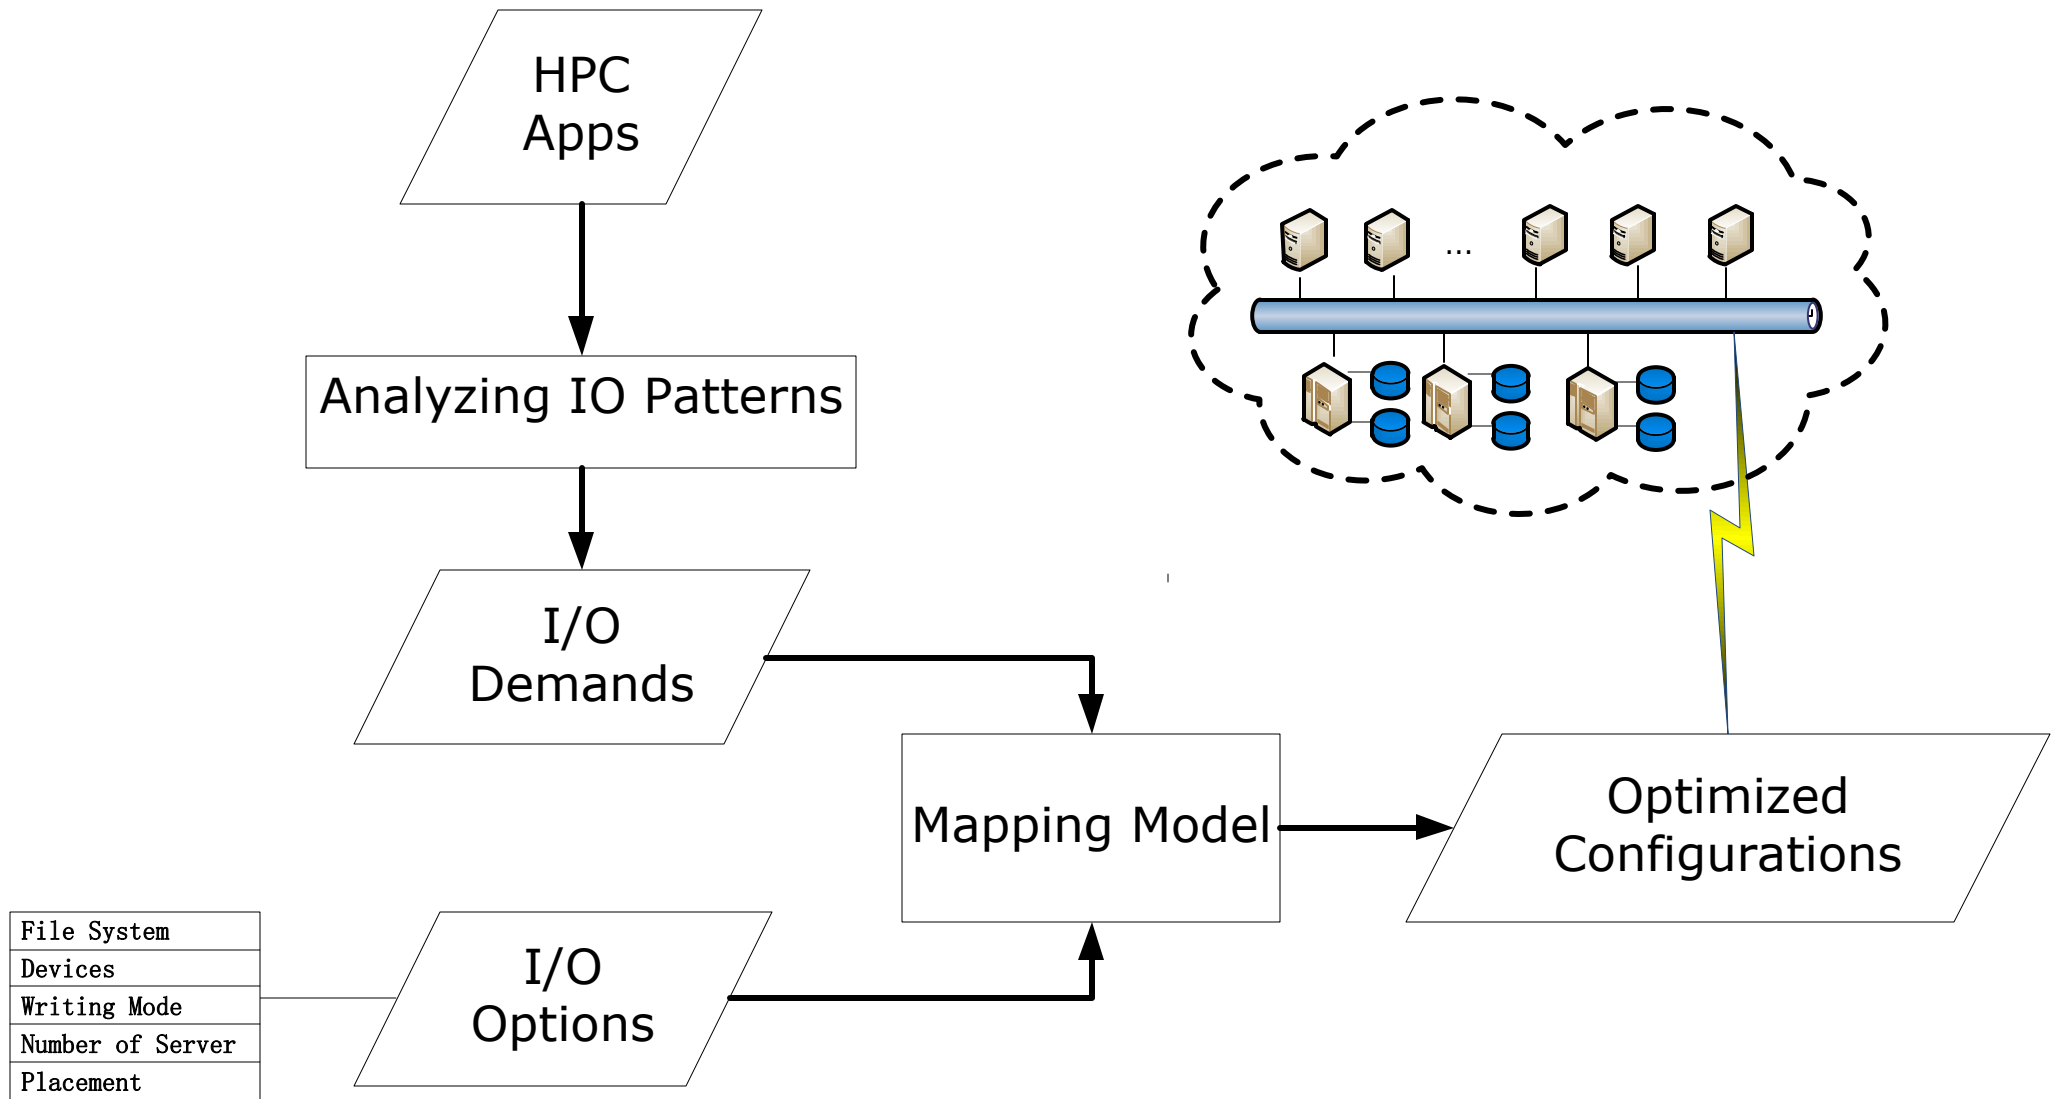 HPC
Apps
...
Analyzing IO Patterns
I/O
Demands
Mapping Model
Optimized
Configurations
I/O
Options
File System
Devices
Writing Mode
Number of Server
Placement